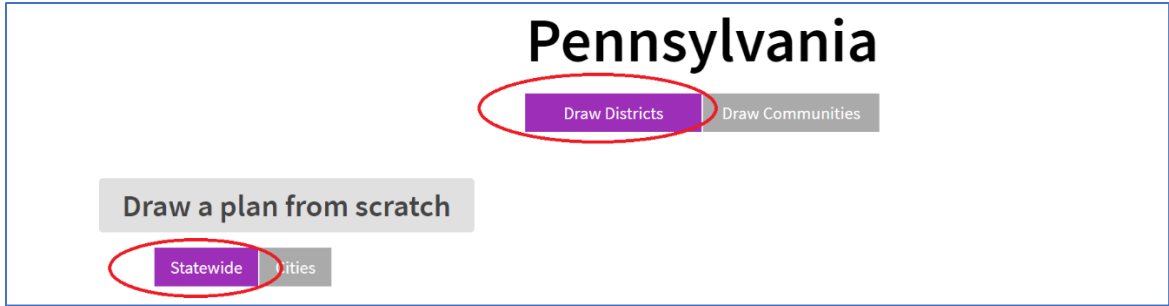 Pennsylvania
Draw Districts Draw Communities
Draw a plan from scratch
Statewide Cities